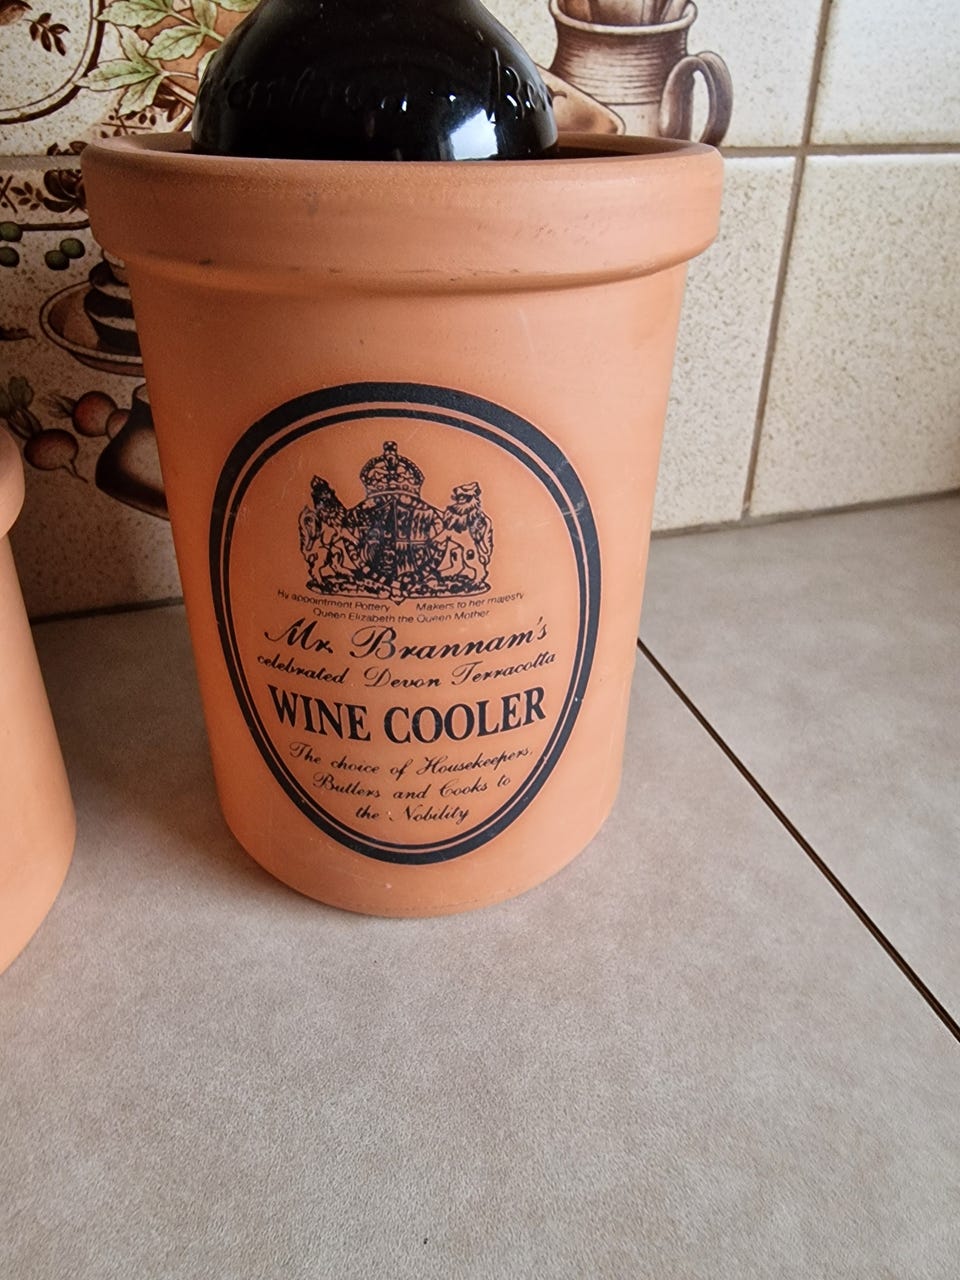 By appointment Pottery Makers to her majesty
Queen Elizabeth the Queen Mother
Mr. Brannam's
celebrated Devon Terracotta
WINE COOLER
The choice of Housekeepers,
Butlers and Cooks to
the Nobility